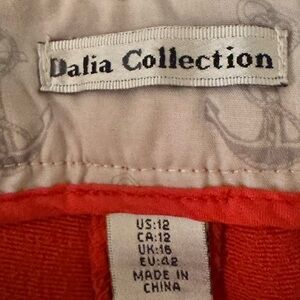 Dalia Collection
US:12
CA:12
UK:16
EU:42
MADE IN
CHINA